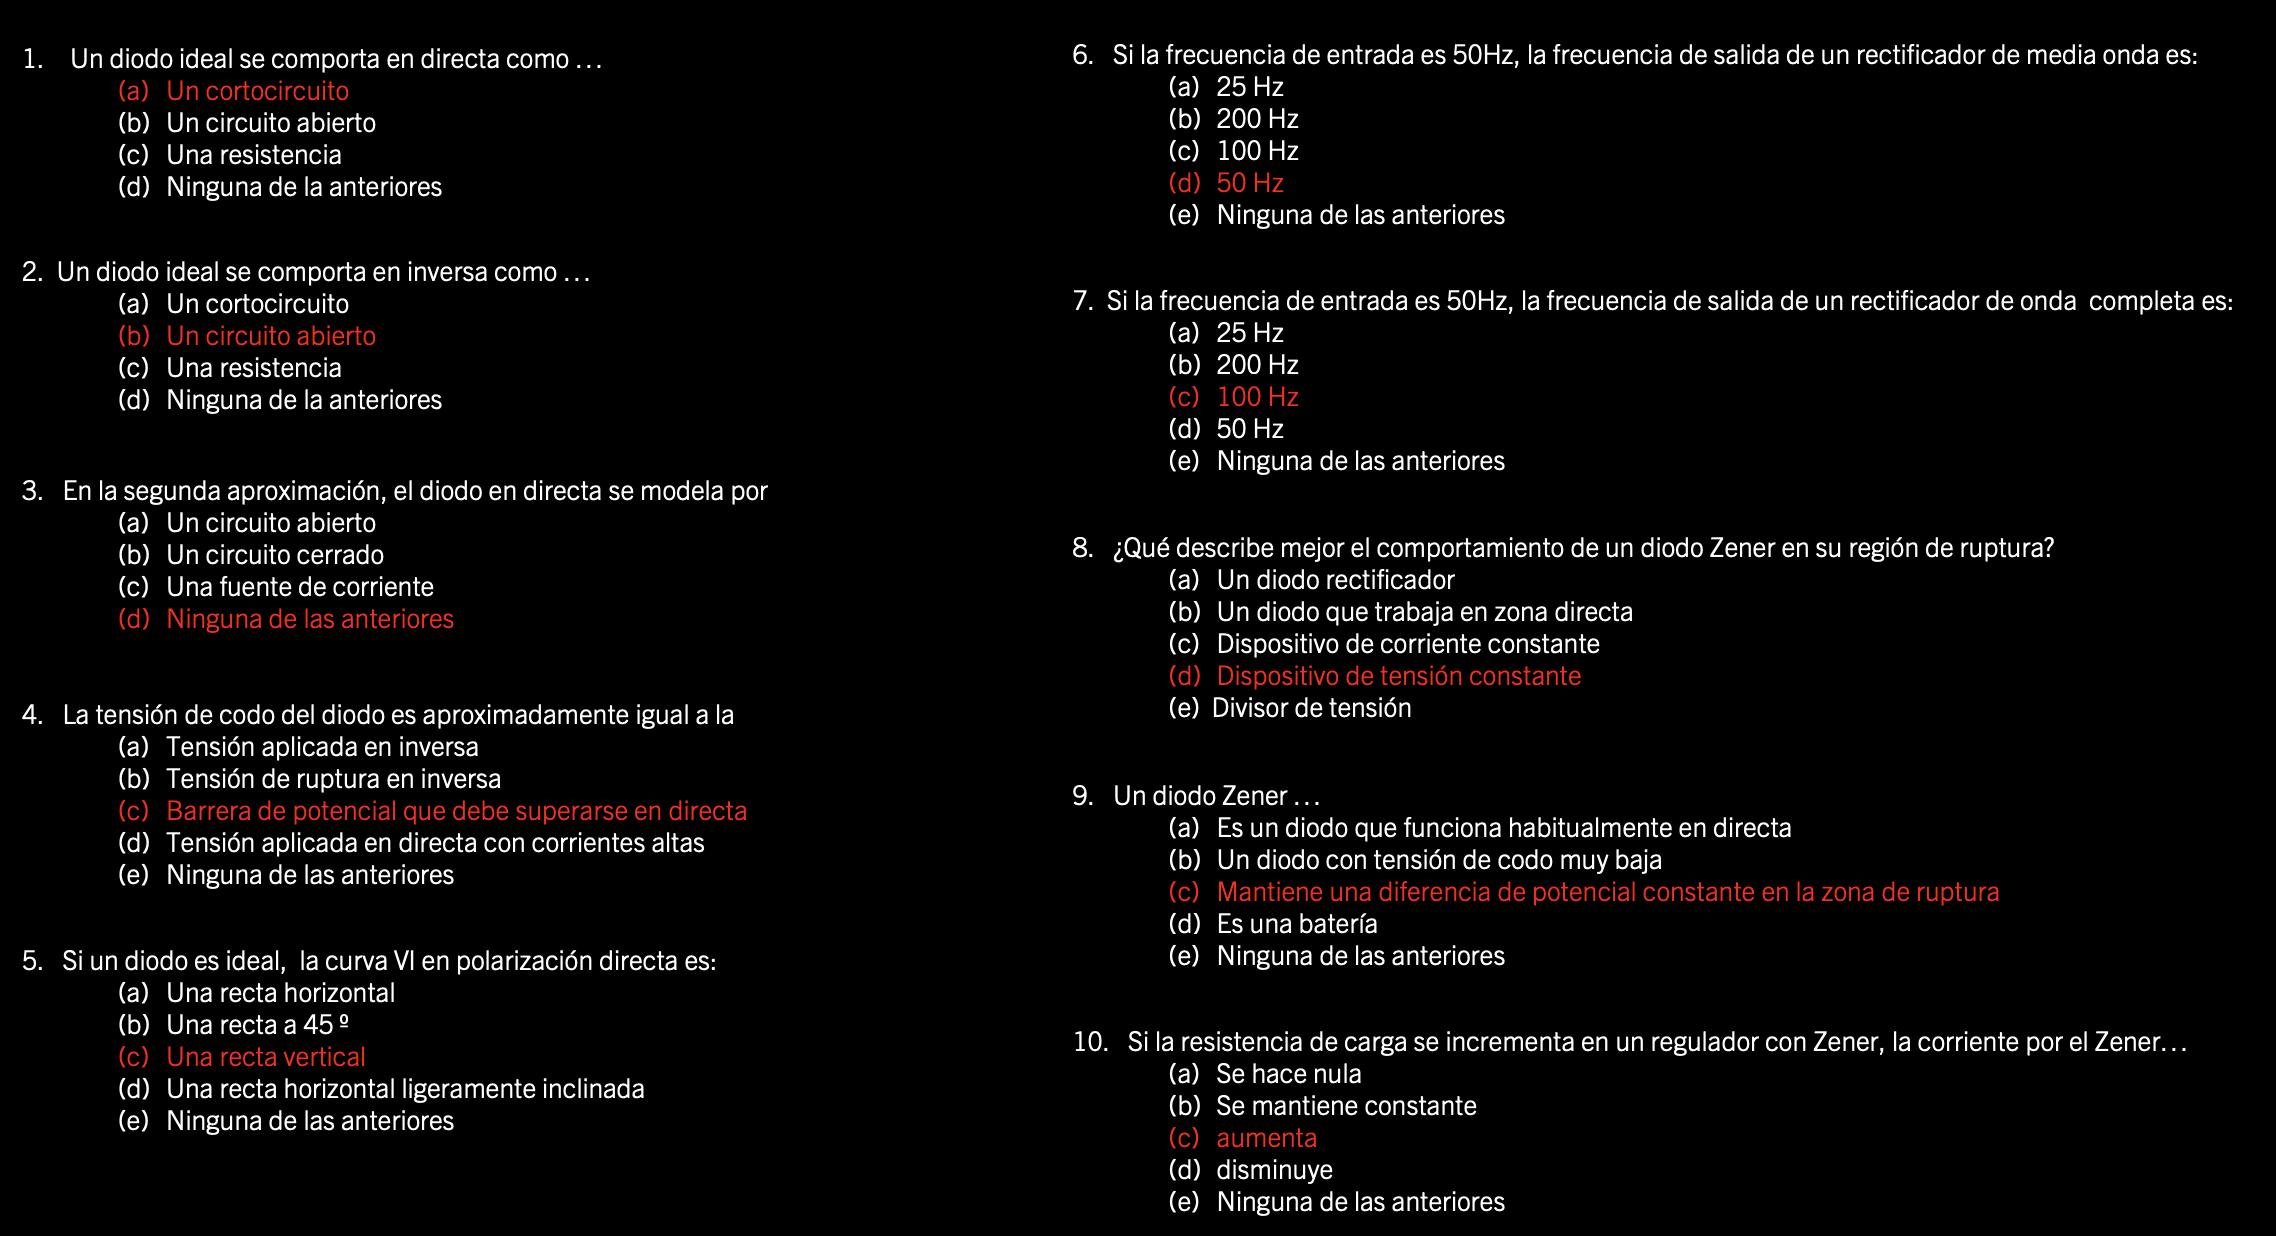 1. Un diodo ideal se comporta en directa como ...
(a) Un cortocircuito
(b) Un circuito abierto
(c) Una resistencia
(d) Ninguna de la anteriores
2. Un diodo ideal se comporta en inversa como ...
(a) Un cortocircuito
(b) Un circuito abierto
(c) Una resistencia
(d) Ninguna de la anteriores
3. En la segunda aproximación, el diodo en directa se modela por
(a) Un circuito abierto
(b) Un circuito cerrado
(c) Una fuente de corriente
(d) Ninguna de las anteriores
4. La tensión de codo del diodo es aproximadamente igual a la
(a) Tensión aplicada en inversa
(b) Tensión de ruptura en inversa
(c) Barrera de potencial que debe superarse en directa
(d) Tensión aplicada en directa con corrientes altas
(e) Ninguna de las anteriores
5. Si un diodo es ideal, la curva VI en polarización directa es:
(a) Una recta horizontal
(b) Una recta a 45 º
(c) Una recta vertical
(d) Una recta horizontal ligeramente inclinada
(e) Ninguna de las anteriores
6. Si la frecuencia de entrada es 50Hz, la frecuencia de salida de un rectificador de media onda es:
(a) 25 Hz
(b) 200 Hz
(c) 100 Hz
(d) 50 Hz
(e) Ninguna de las anteriores
7. Si la frecuencia de entrada es 50Hz, la frecuencia de salida de un rectificador de onda completa es:
(a) 25 Hz
(b) 200 Hz
(c) 100 Hz
(d) 50 Hz
(e) Ninguna de las anteriores
8. ¿Qué describe mejor el comportamiento de un diodo Zener en su región de ruptura?
(a) Un diodo rectificador
(b) Un diodo que trabaja en zona directa
(c) Dispositivo de corriente constante
(d) Dispositivo de tensión constante
(e) Divisor de tensión
9. Un diodo Zener ...
(a) Es un diodo que funciona habitualmente en directa
(b) Un diodo con tensión de codo muy baja
(c) Mantiene una diferencia de potencial constante en la zona de ruptura
(d) Es una batería
(e) Ninguna de las anteriores
10. Si la resistencia de carga se incrementa en un regulador con Zener, la corriente por el Zener...
(a) Se hace nula
(b) Se mantiene constante
(c) aumenta
(d) disminuye
(e) Ninguna de las anteriores